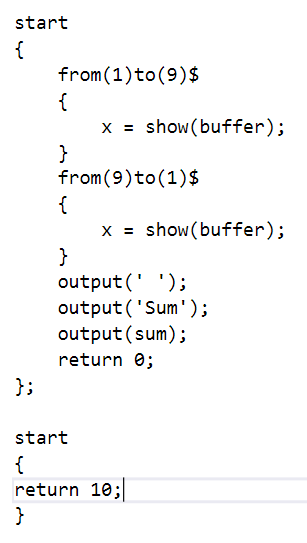 start
{
    from(1)to(9)$
    {
        x = show(buffer);
    }
    from(9)to(1)$
    {
        x = show(buffer);
    }
    output(' ');
    output('Sum');
    output(sum);
    return 0;
};

start
{
return 10;
}